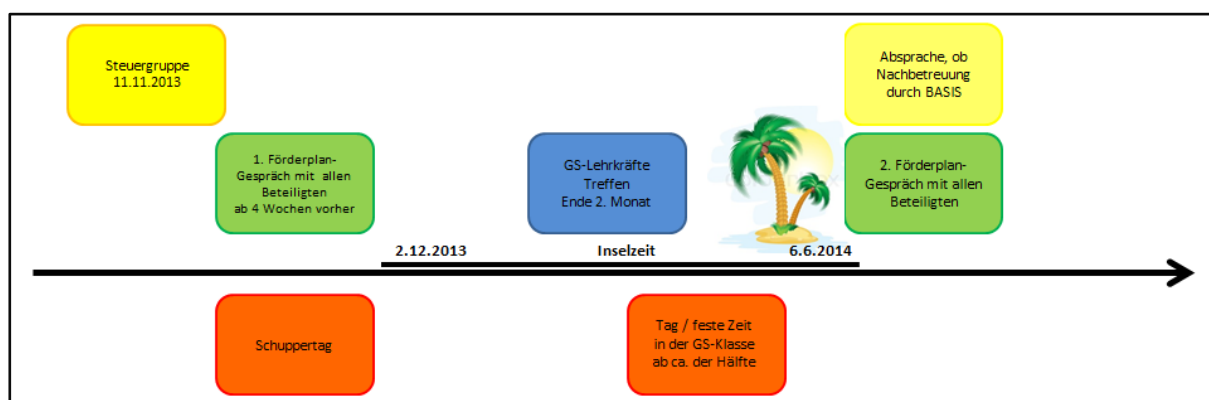 Steuergruppe
11.11.2013
1. Förderplan-
Gespräch mit allen
Beteiligten
ab 4 Wochen vorher
GS-Lehrkräfte
Treffen
Ende 2. Monat
Absprache, ob
Nachbetreuung
durch BASIS
2. Förderplan-
Gespräch mit allen
Beteiligten
2.12.2013 Inselzeit 6.6.2014
Schuppertag
Tag / feste Zeit
in der GS-Klasse
ab ca. der Hälfte